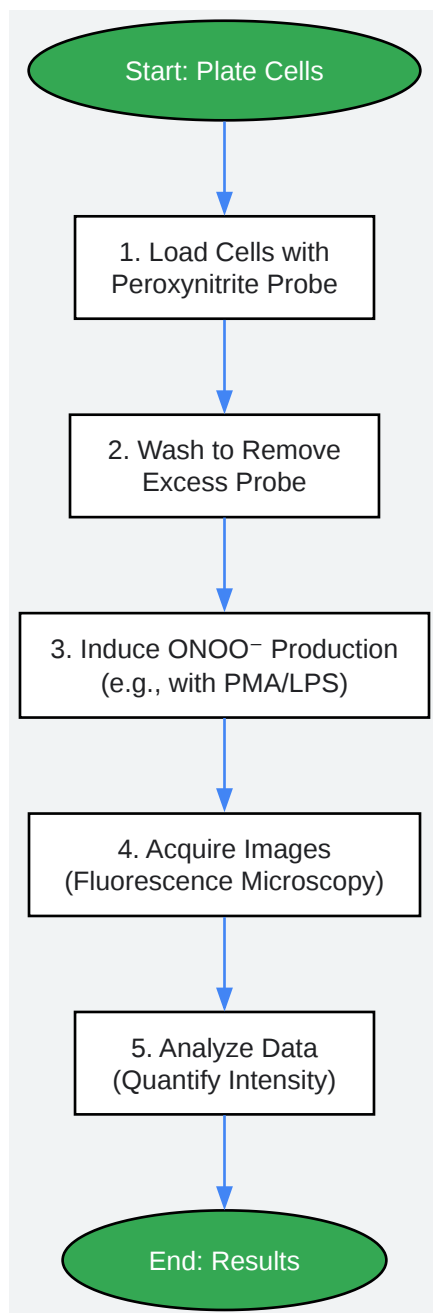 Start: Plate Cells
1. Load Cells with
Peroxynitrite Probe
2. Wash to Remove
Excess Probe
3. Induce ONOO⁻ Production
(e.g., with PMA/LPS)
4. Acquire Images
(Fluorescence Microscopy)
5. Analyze Data
(Quantify Intensity)
End: Results